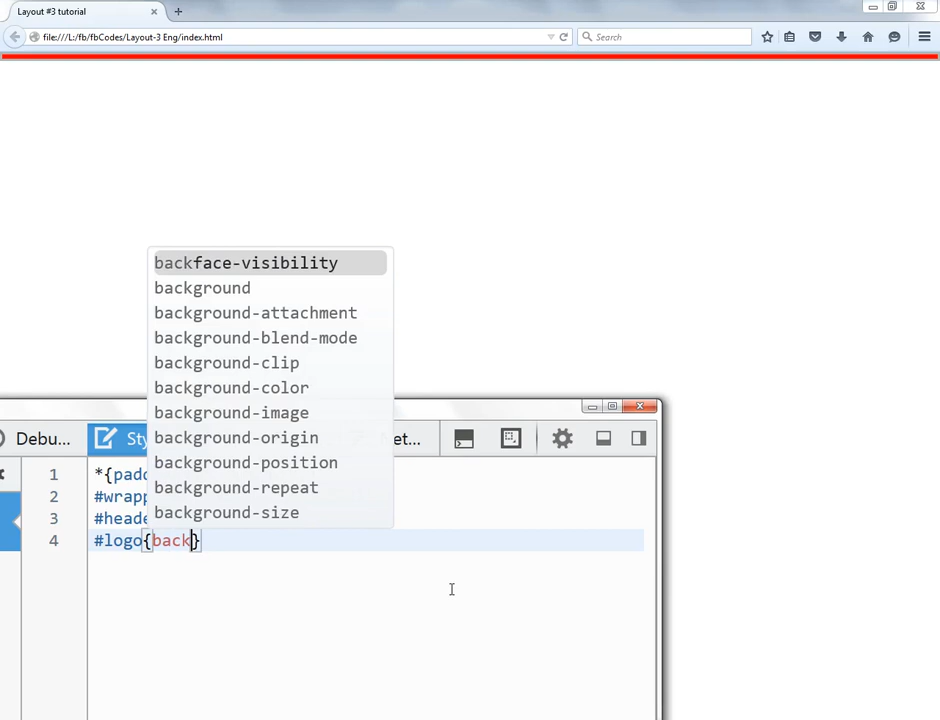 Layout #3 tutorial
file:///L:/fb/fbCodes/Layout-3 Eng/index.html
Search
backface-visibility
background
background-attachment
background-blend-mode
background-clip
background-color
background-image
background-origin
background-position
background-repeat
background-size
Debu... Sty et...
1 *{padd
2 #wrapp
3 #heade
4 #logo{back}